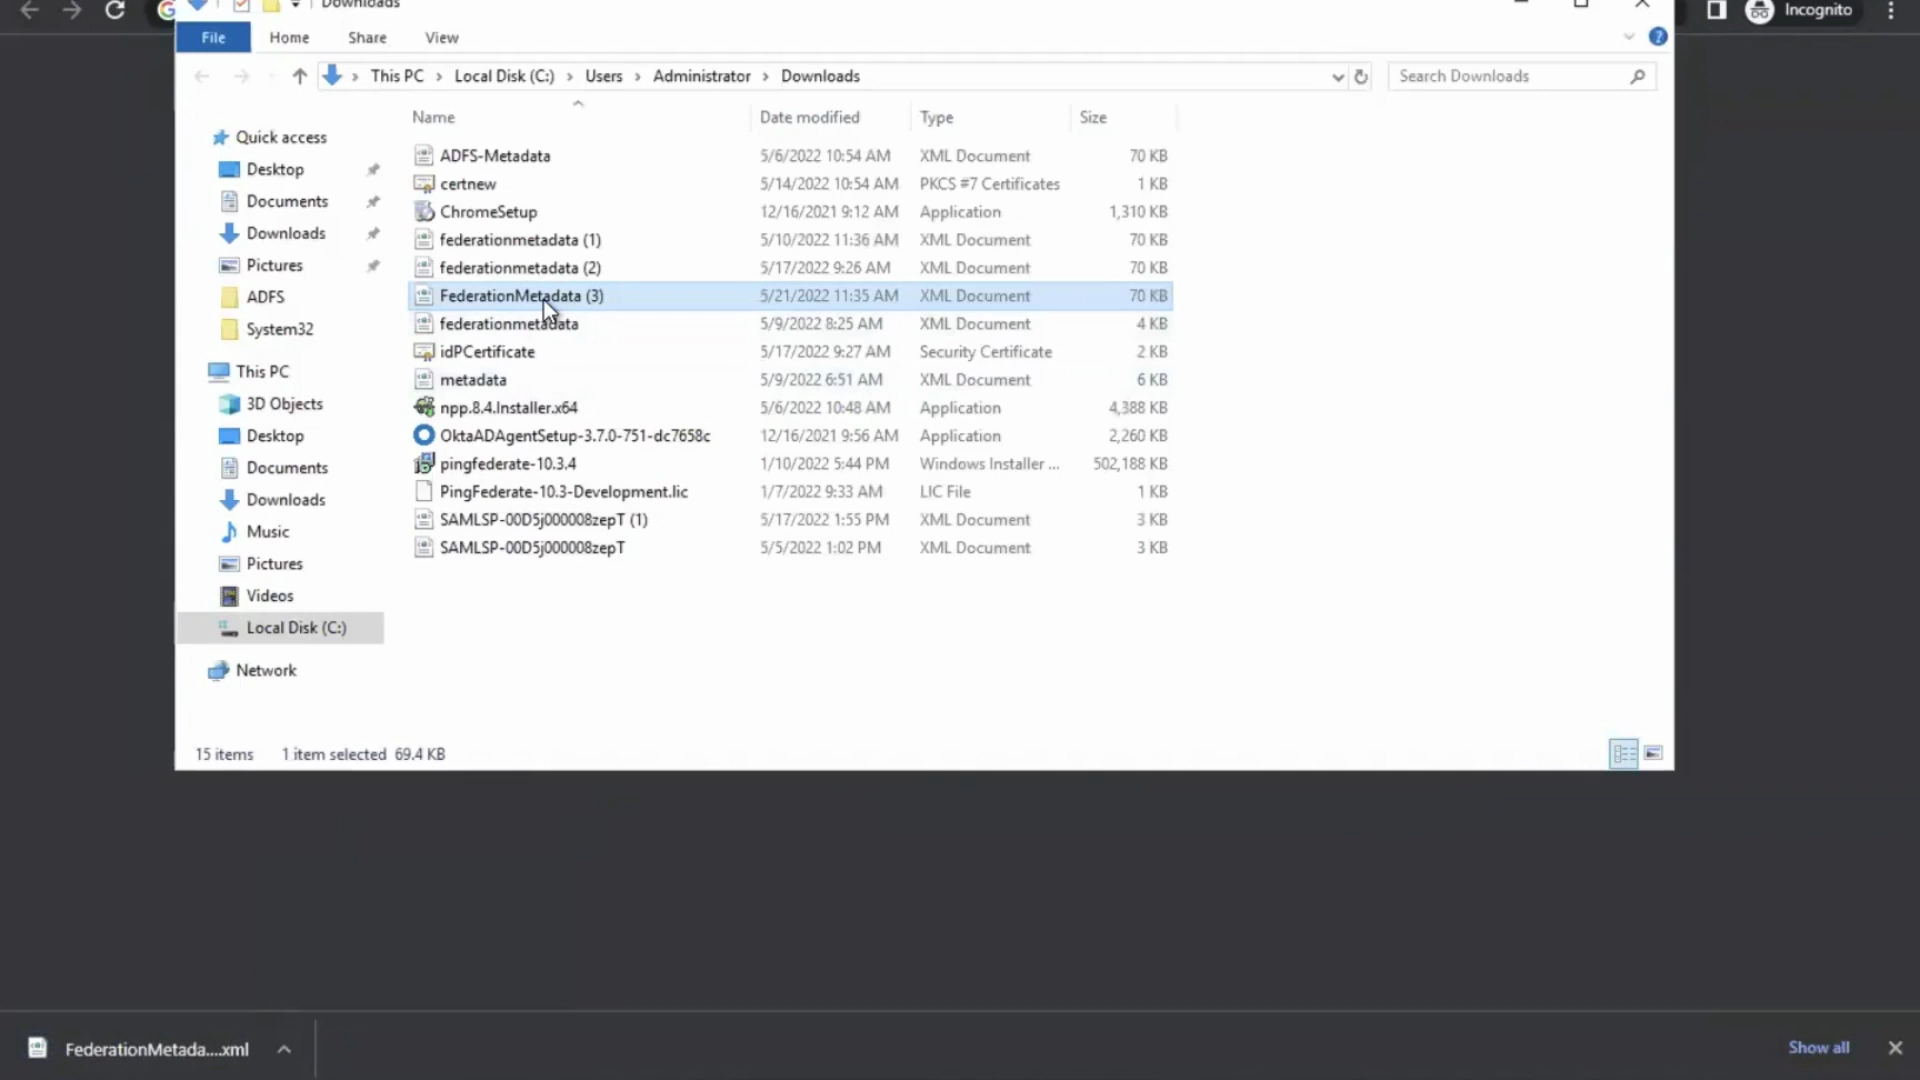 Downloads
Incognito
File Home Share View
This PC › Local Disk (C:) › Users › Administrator › Downloads
Search Downloads
Name Date modified Type Size
Quick access
Desktop
Documents
Downloads
Pictures
ADFS
System32
This PC
3D Objects
Desktop
Documents
Downloads
Music
Pictures
Videos
Local Disk (C:)
Network
ADFS-Metadata 5/6/2022 10:54 AM XML Document 70 KB
certnew 5/14/2022 10:54 AM PKCS #7 Certificates 1 KB
ChromeSetup 12/16/2021 9:12 AM Application 1,310 KB
federationmetadata (1) 5/10/2022 11:36 AM XML Document 70 KB
federationmetadata (2) 5/17/2022 9:26 AM XML Document 70 KB
FederationMetadata (3) 5/21/2022 11:35 AM XML Document 70 KB
federationmetadata 5/9/2022 8:25 AM XML Document 4 KB
idPCertificate 5/17/2022 9:27 AM Security Certificate 2 KB
metadata 5/9/2022 6:51 AM XML Document 6 KB
npp.8.4.Installer.x64 5/6/2022 10:48 AM Application 4,388 KB
OktaADAgentSetup-3.7.0-751-dc7658c 12/16/2021 9:56 AM Application 2,260 KB
pingfederate-10.3.4 1/10/2022 5:44 PM Windows Installer ... 502,188 KB
PingFederate-10.3-Development.lic 1/7/2022 9:33 AM LIC File 1 KB
SAMLSP-00D5j000008zepT (1) 5/17/2022 1:55 PM XML Document 3 KB
SAMLSP-00D5j000008zepT 5/5/2022 1:02 PM XML Document 3 KB
15 items 1 item selected 69.4 KB
FederationMetada....xml
Show all